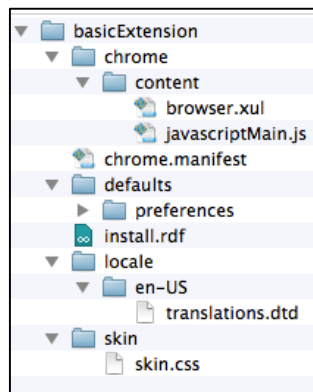 basicExtension
chrome
content
browser.xul
javascriptMain.js
chrome.manifest
defaults
preferences
install.rdf
locale
en-US
translations.dtd
skin
skin.css